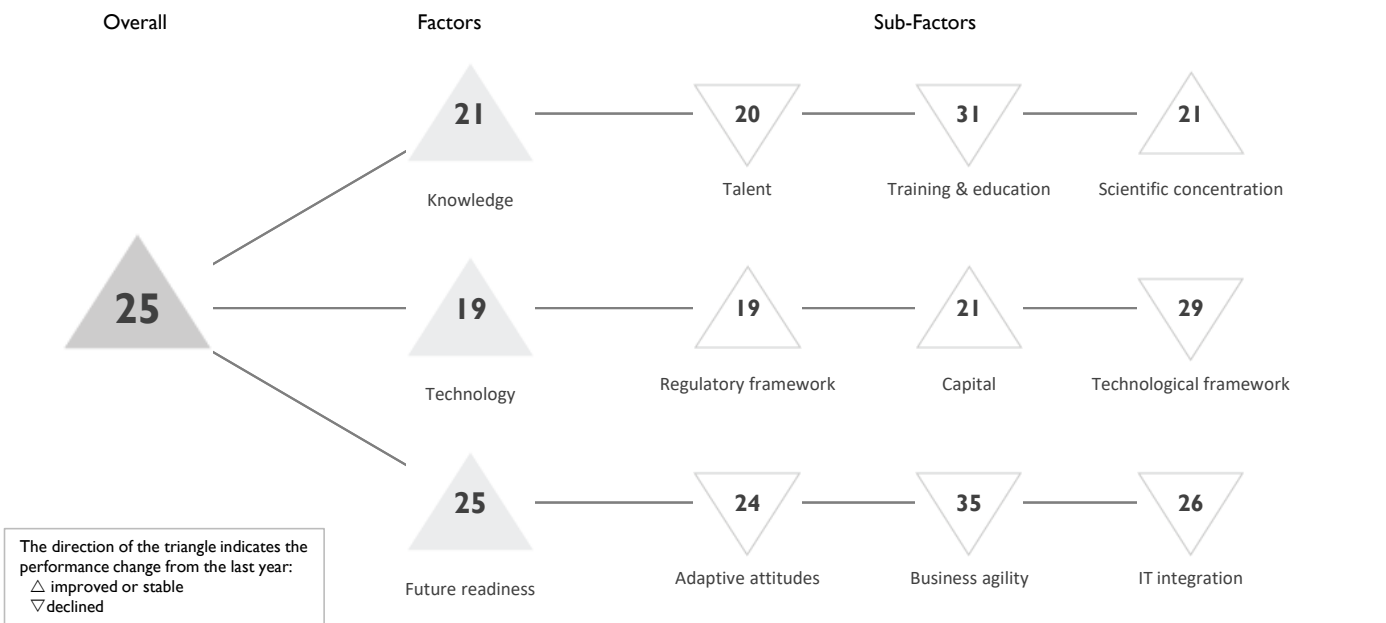 Overall Factors Sub-Factors
21 20 31 21
Knowledge Talent Training & education Scientific concentration
25 19 19 21 29
Technology Regulatory framework Capital Technological framework
25 24 35 26
Future readiness Adaptive attitudes Business agility IT integration
The direction of the triangle indicates the
performance change from the last year:
△ improved or stable
▽ declined